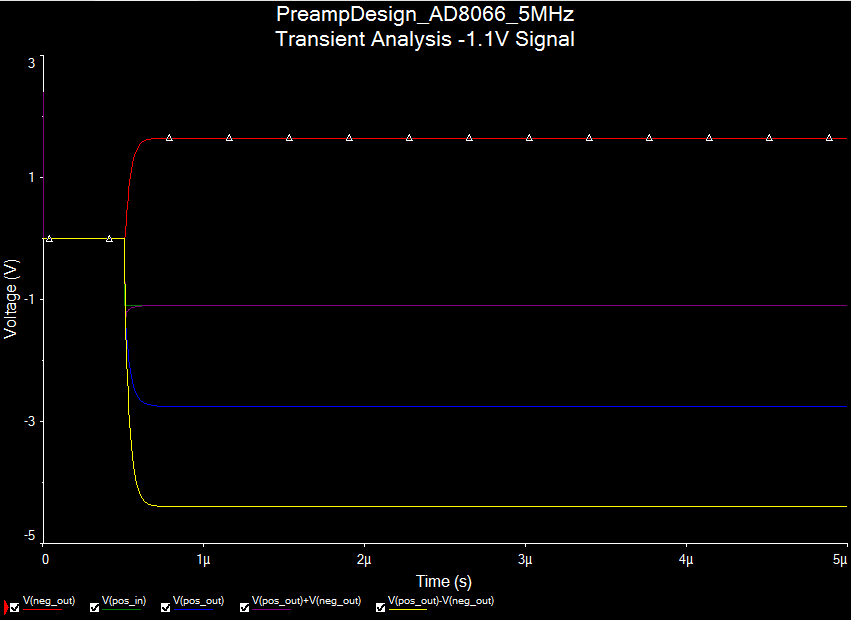 PreampDesign_AD8066_5MHz
Transient Analysis -1.1V Signal
3
1
-1
-3
-5
Voltage (V)
0 1µ 2µ 3µ 4µ 5µ
Time (s)
V(neg_out) V(pos_in) V(pos_out) V(pos_out)+V(neg_out) V(pos_out)-V(neg_out)